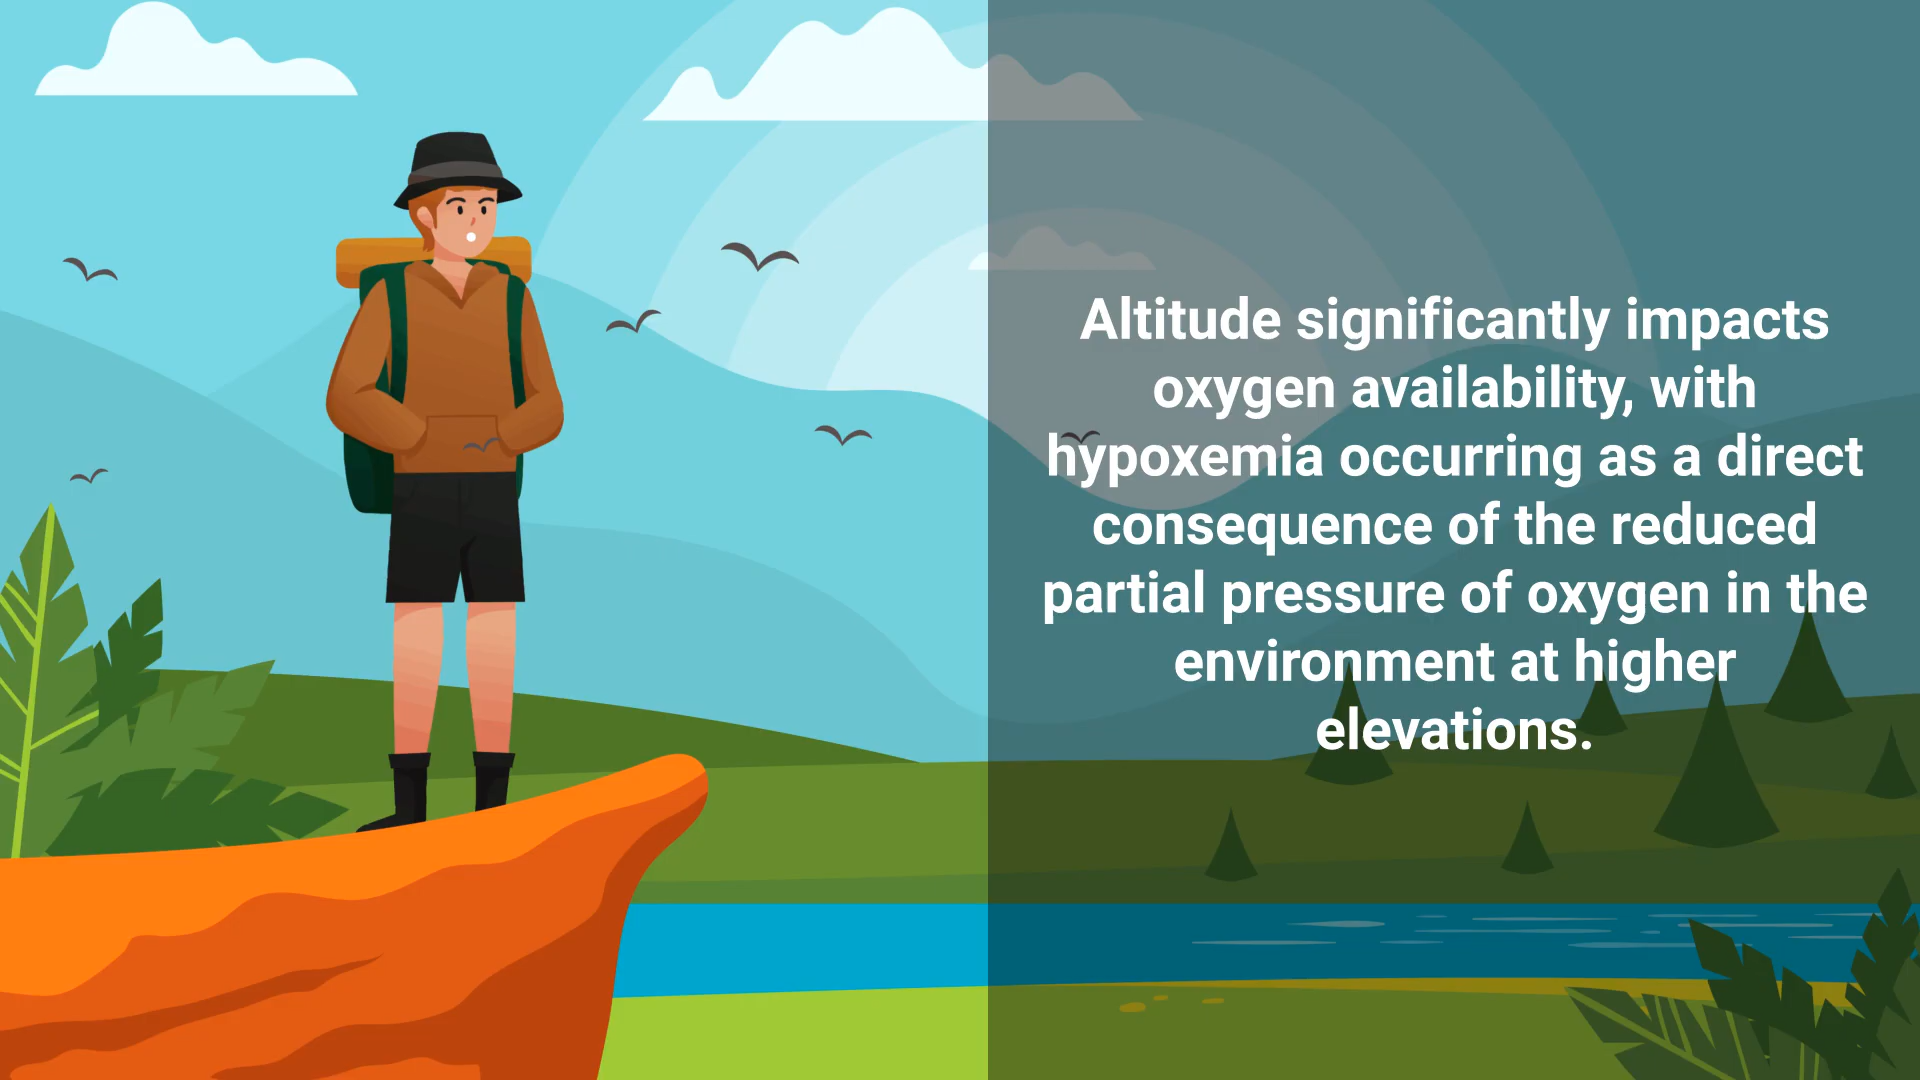 Altitude significantly impacts
oxygen availability, with
hypoxemia occurring as a direct
consequence of the reduced
partial pressure of oxygen in the
environment at higher
elevations.